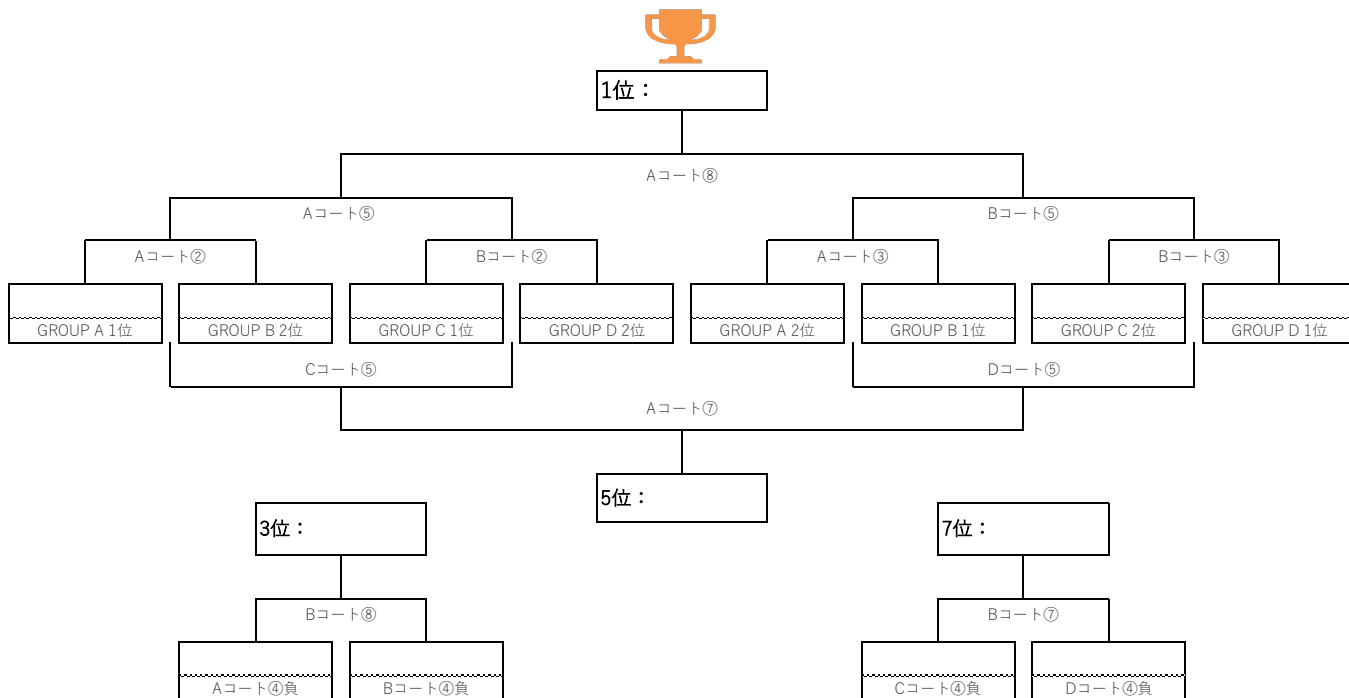 1位：
Aコート⑧
Aコート⑤
Bコート⑤
Aコート②
Bコート②
Aコート③
Bコート③
GROUP A 1位
GROUP B 2位
GROUP C 1位
GROUP D 2位
GROUP A 2位
GROUP B 1位
GROUP C 2位
GROUP D 1位
Cコート⑤
Dコート⑤
Aコート⑦
5位：
3位：
7位：
Bコート⑧
Bコート⑦
Aコート④負
Bコート④負
Cコート④負
Dコート④負